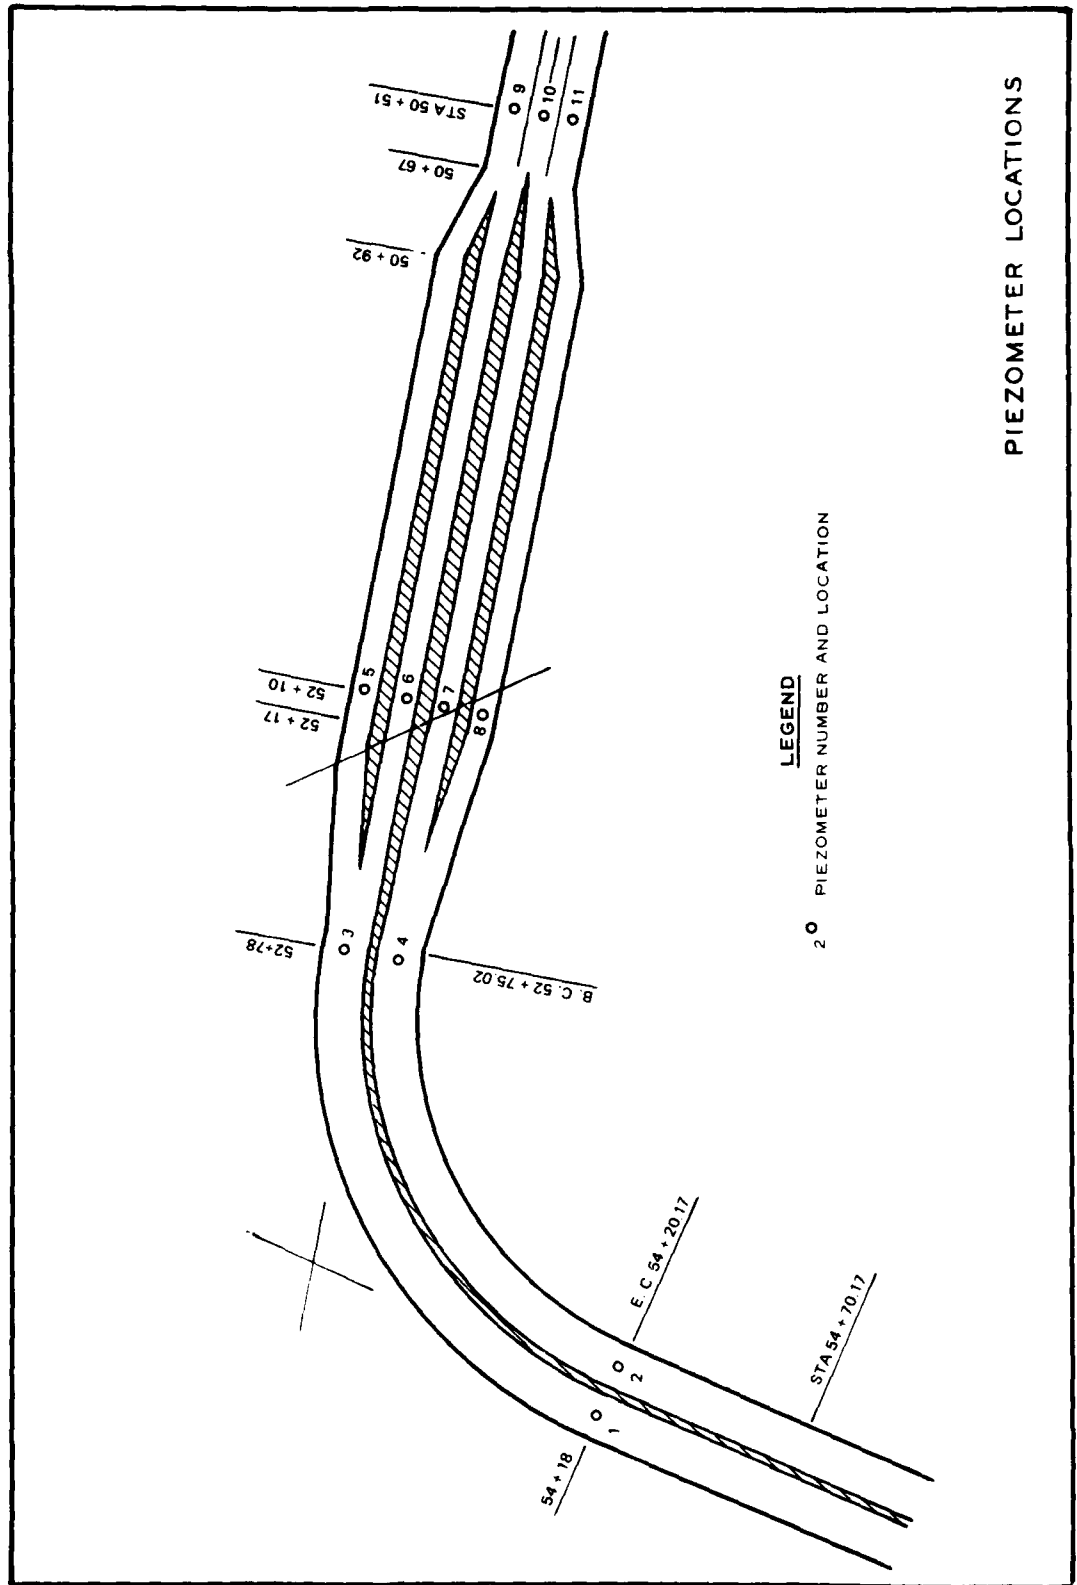 STA 50 + 51
9
10
11
50 + 67
50 + 92
PIEZOMETER LOCATIONS
52 + 10
52 + 17
5
6
7
8
LEGEND
2 PIEZOMETER NUMBER AND LOCATION
52+78
3
4
B. C. 52 + 75.02
E. C 54 + 20.17
STA 54 + 70.17
2
1
54 + 18